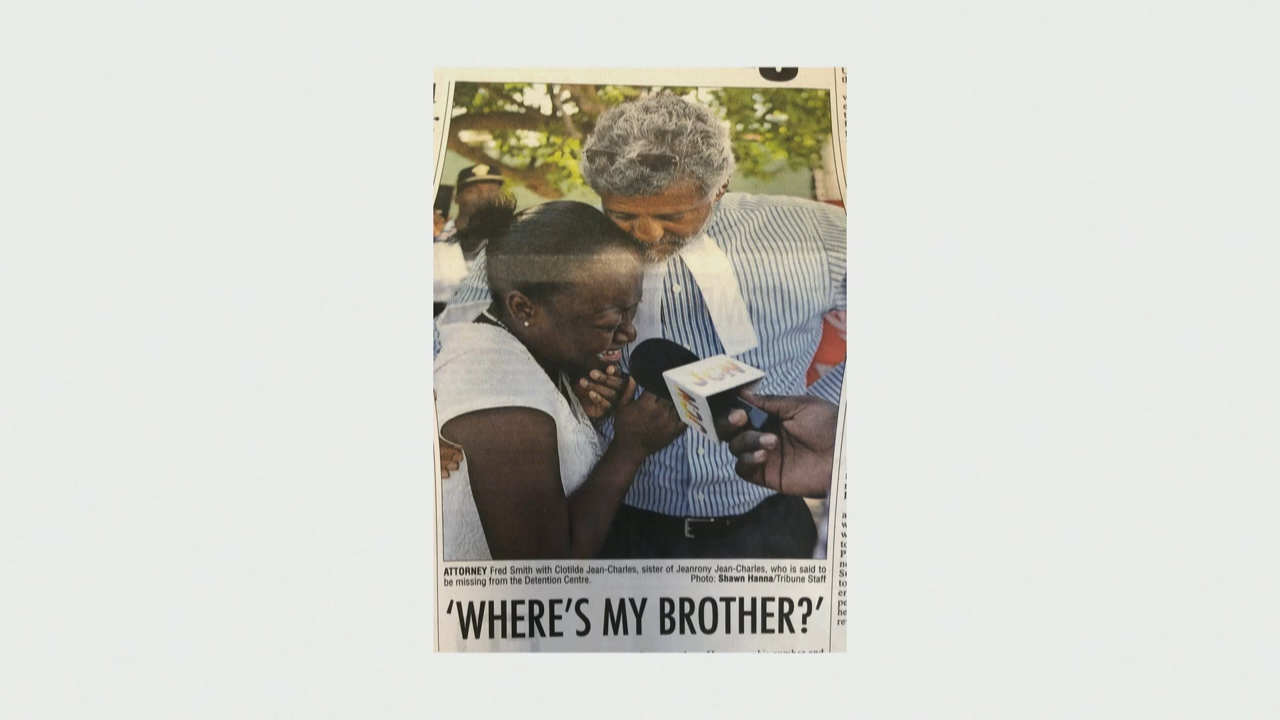 ATTORNEY Fred Smith with Clotilde Jean-Charles, sister of Jeanrony Jean-Charles, who is said to
be missing from the Detention Centre. Photo: Shawn Hanna/Tribune Staff
'WHERE'S MY BROTHER?'